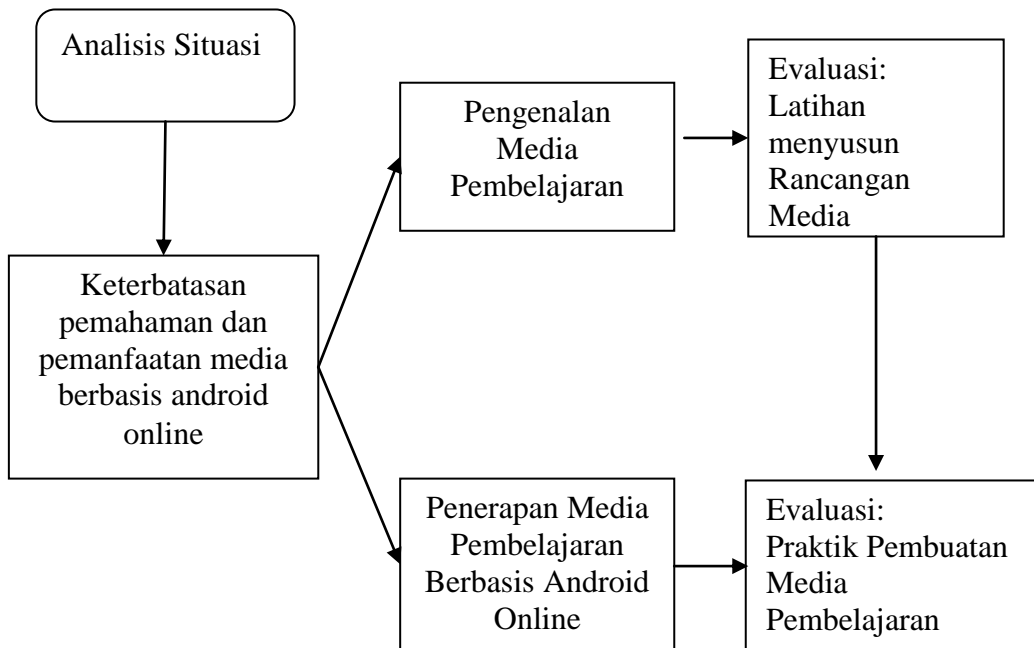 Analisis Situasi
Keterbatasan
pemahaman dan
pemanfaatan media
berbasis android
online
Pengenalan
Media
Pembelajaran
Evaluasi:
Latihan
menyusun
Rancangan
Media
Penerapan Media
Pembelajaran
Berbasis Android
Online
Evaluasi:
Praktik Pembuatan
Media
Pembelajaran